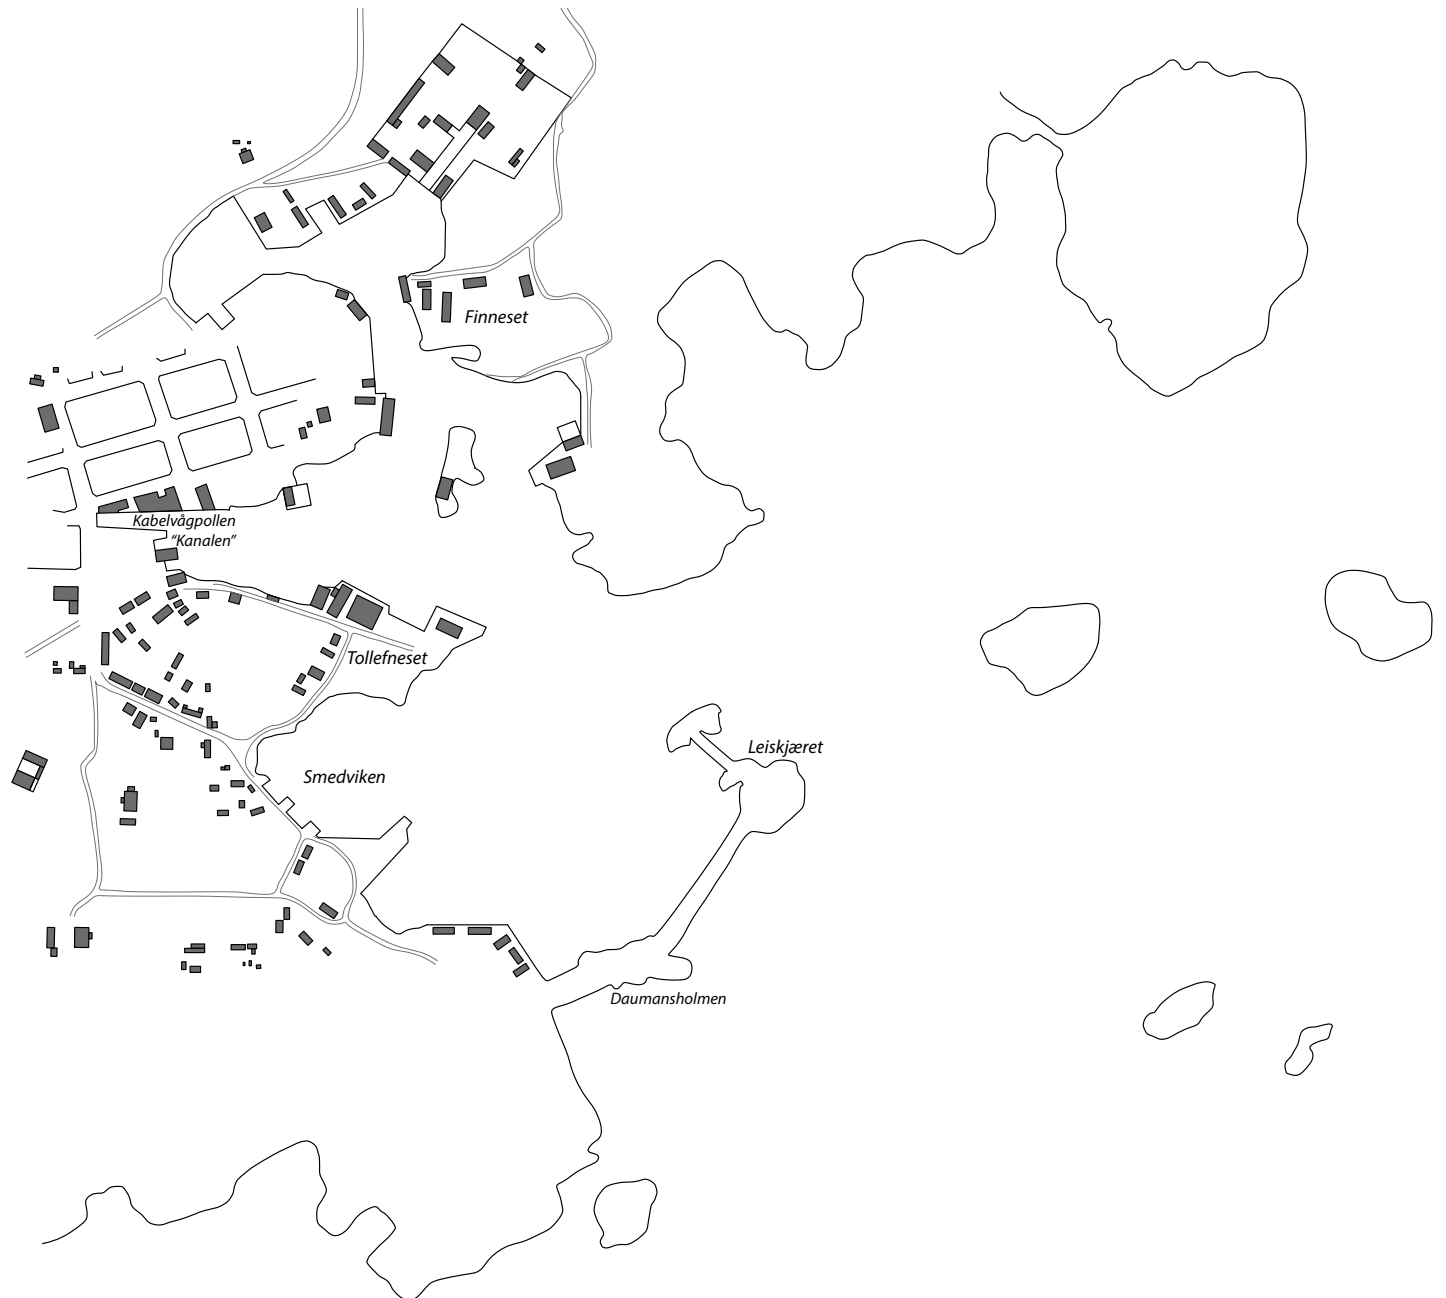 Finneset
Kabelvågpollen
“Kanalen”
Tollefneset
Leiskjæret
Smedviken
Daumansholmen